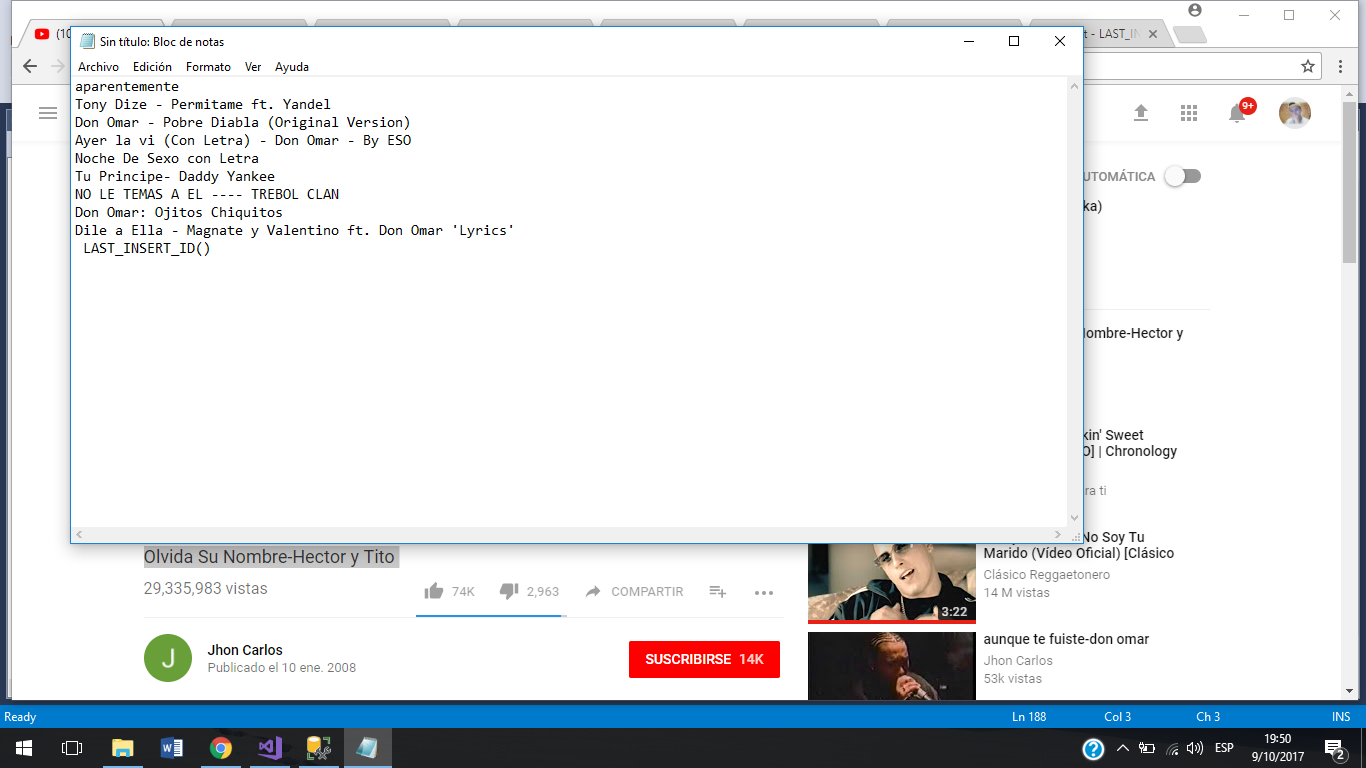 (10
t - LAST_IN
Sin título: Bloc de notas
Archivo Edición Formato Ver Ayuda
aparentemente
Tony Dize - Permitame ft. Yandel
Don Omar - Pobre Diabla (Original Version)
Ayer la vi (Con Letra) - Don Omar - By ESO
Noche De Sexo con Letra
Tu Principe- Daddy Yankee
NO LE TEMAS A EL ---- TREBOL CLAN
Don Omar: Ojitos Chiquitos
Dile a Ella - Magnate y Valentino ft. Don Omar 'Lyrics'
LAST_INSERT_ID()
9+
UTOMÁTICA
ka)
ombre-Hector y
kin' Sweet
O] | Chronology
ra ti
No Soy Tu
Marido (Vídeo Oficial) [Clásico
Clásico Reggaetonero
14 M vistas
3:22
aunque te fuiste-don omar
Jhon Carlos
53k vistas
Olvida Su Nombre-Hector y Tito
29,335,983 vistas
74K 2,963 COMPARTIR
J
Jhon Carlos
Publicado el 10 ene. 2008
SUSCRIBIRSE 14K
Ready Ln 188 Col 3 Ch 3 INS
ESP
19:50
9/10/2017
2